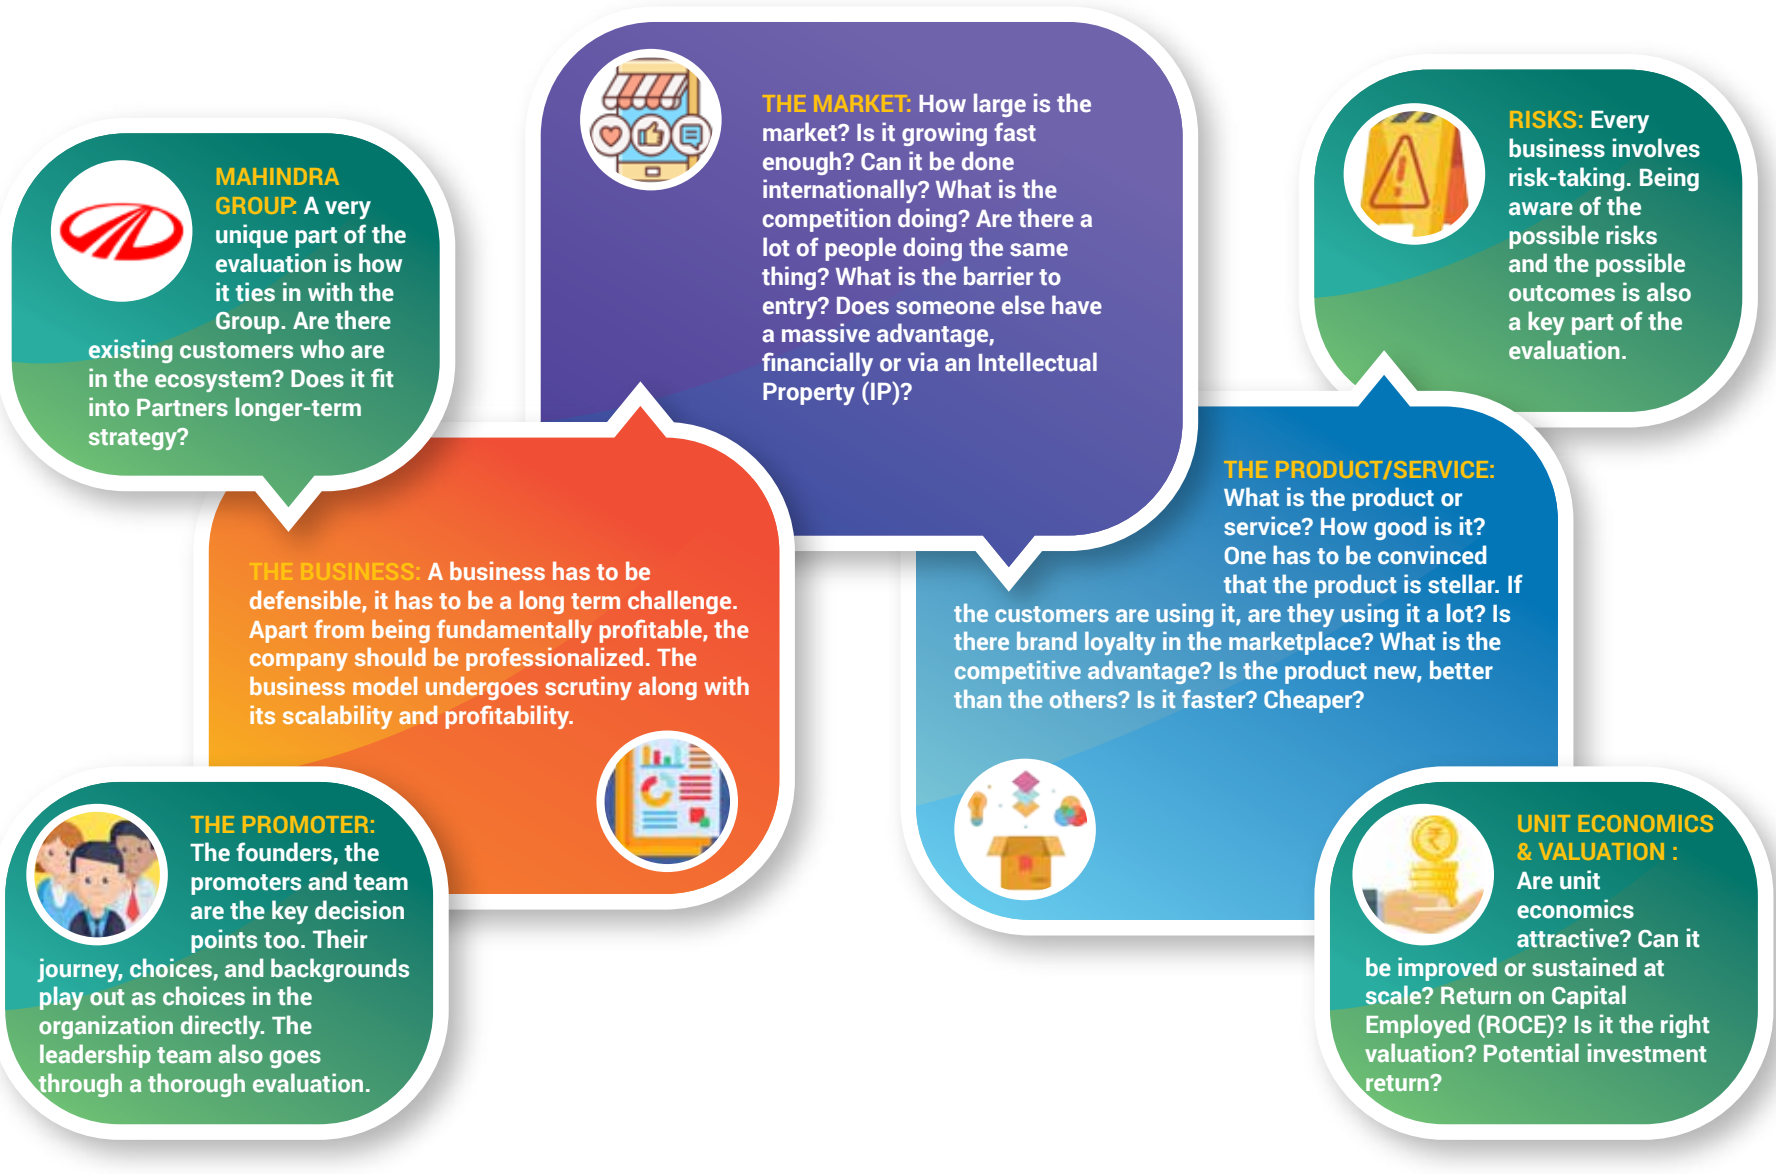 MAHINDRA
GROUP: A very
unique part of the
evaluation is how
it ties in with the
Group. Are there
existing customers who are
in the ecosystem? Does it fit
into Partners longer-term
strategy?
THE MARKET: How large is the
market? Is it growing fast
enough? Can it be done
internationally? What is the
competition doing? Are there a
lot of people doing the same
thing? What is the barrier to
entry? Does someone else have
a massive advantage,
financially or via an Intellectual
Property (IP)?
RISKS: Every
business involves
risk-taking. Being
aware of the
possible risks
and the possible
outcomes is also
a key part of the
evaluation.
THE BUSINESS: A business has to be
defensible, it has to be a long term challenge.
Apart from being fundamentally profitable, the
company should be professionalized. The
business model undergoes scrutiny along with
its scalability and profitability.
THE PRODUCT/SERVICE:
What is the product or
service? How good is it?
One has to be convinced
that the product is stellar. If
the customers are using it, are they using it a lot? Is
there brand loyalty in the marketplace? What is the
competitive advantage? Is the product new, better
than the others? Is it faster? Cheaper?
THE PROMOTER:
The founders, the
promoters and team
are the key decision
points too. Their
journey, choices, and backgrounds
play out as choices in the
organization directly. The
leadership team also goes
through a thorough evaluation.
UNIT ECONOMICS
& VALUATION :
Are unit
economics
attractive? Can it
be improved or sustained at
scale? Return on Capital
Employed (ROCE)? Is it the right
valuation? Potential investment
return?